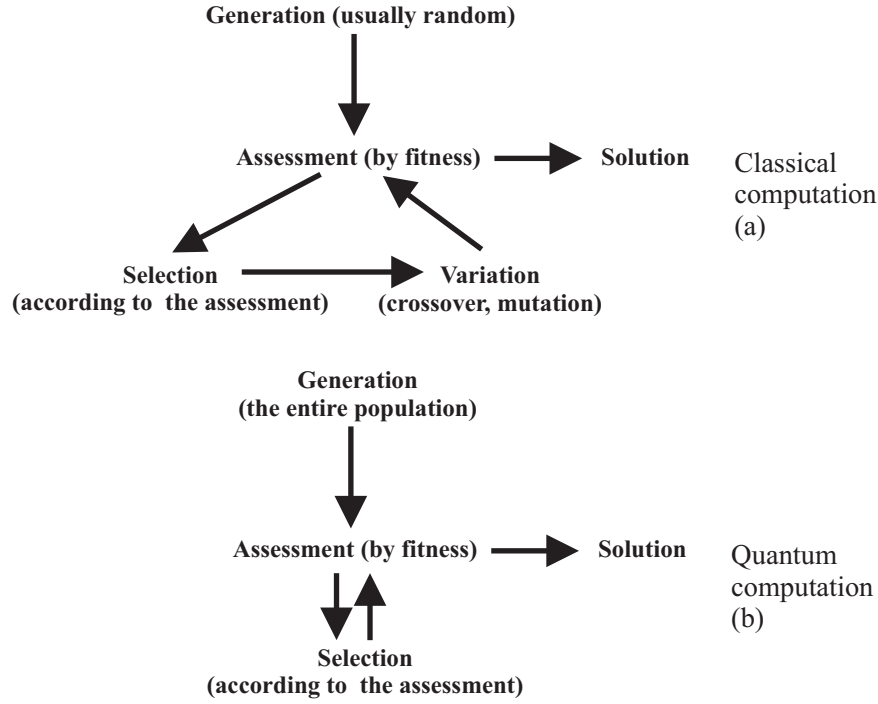 Generation (usually random)
Assessment (by fitness)
Solution
Classical
computation
(a)
Selection
(according to the assessment)
Variation
(crossover, mutation)
Generation
(the entire population)
Assessment (by fitness)
Solution
Quantum
computation
(b)
Selection
(according to the assessment)